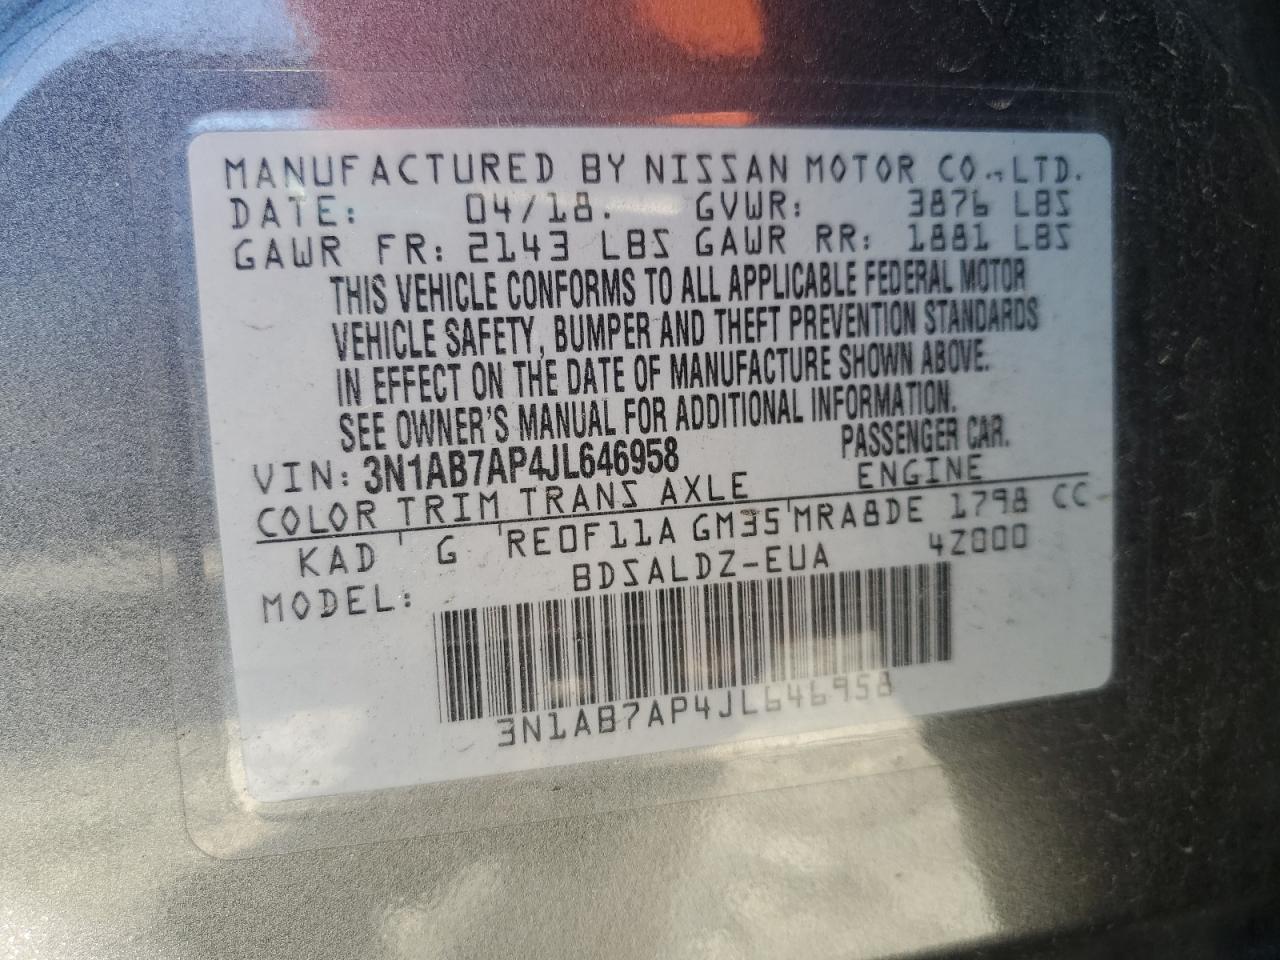 MANUFACTURED BY NISSAN MOTOR CO.,LTD.
DATE: 04/18. GVWR: 3876 LBS
GAWR FR: 2143 LBS GAWR RR: 1881 LBS
THIS VEHICLE CONFORMS TO ALL APPLICABLE FEDERAL MOTOR
VEHICLE SAFETY, BUMPER AND THEFT PREVENTION STANDARDS
IN EFFECT ON THE DATE OF MANUFACTURE SHOWN ABOVE.
SEE OWNER'S MANUAL FOR ADDITIONAL INFORMATION.
VIN: 3N1AB7AP4JL646958 PASSENGER CAR.
COLOR TRIM TRANS AXLE ENGINE
KAD G RE0F11A GM35 MRA8DE 1798 CC
MODEL: BDSALDZ-EUA 4Z000
3N1AB7AP4JL646958